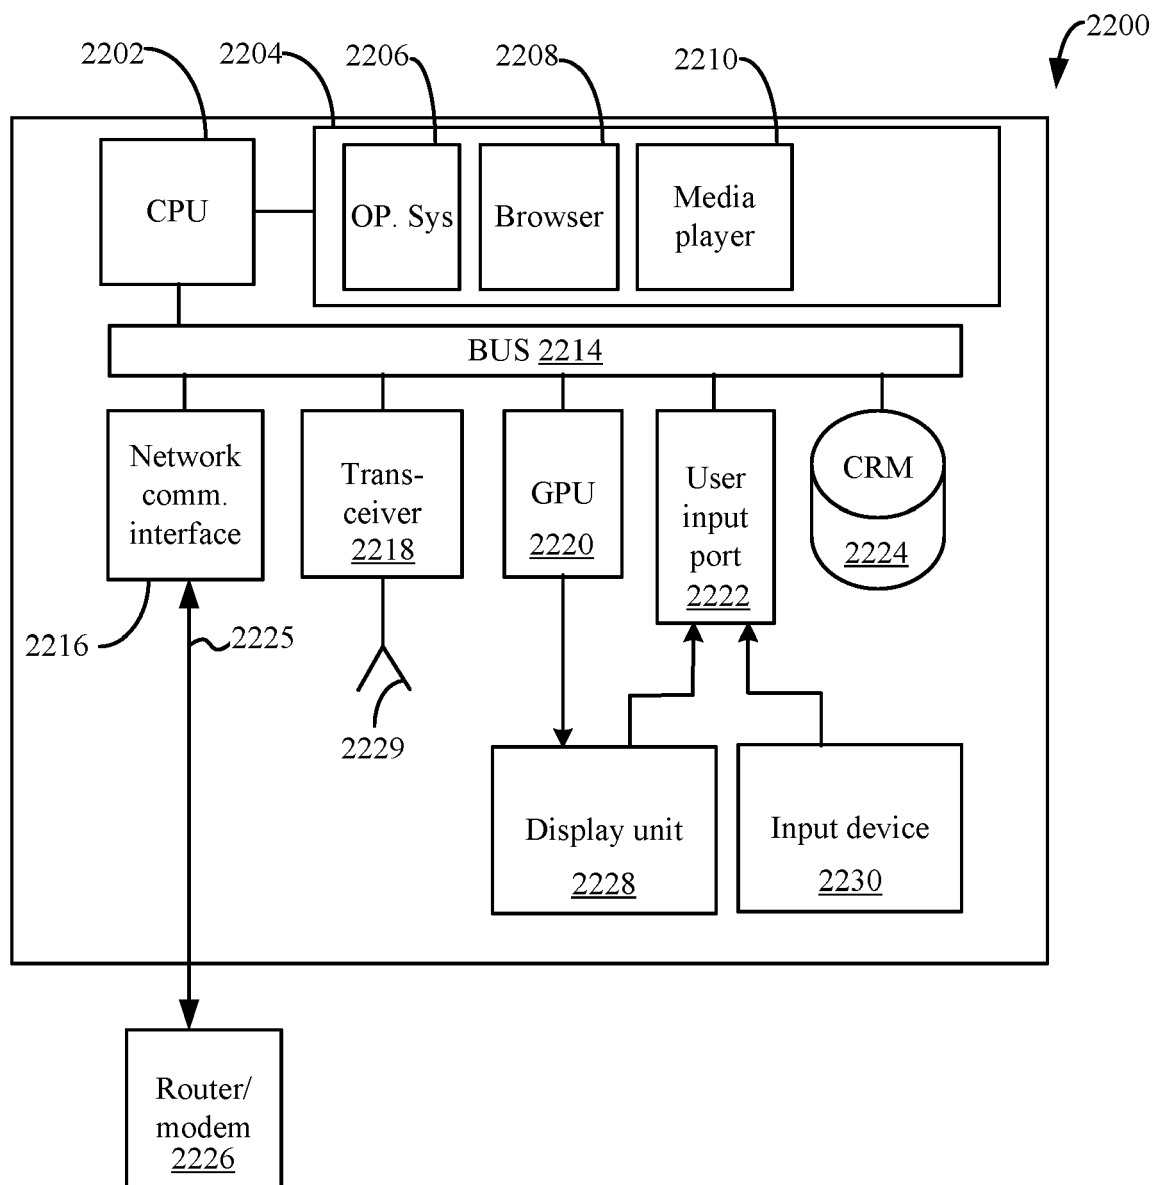 2200
2202
2204
2206
2208
2210
CPU
OP. Sys
Browser
Media
player
BUS 2214
Network
comm.
interface
Trans-
ceiver
2218
GPU
2220
User
input
port
2222
CRM
2224
2216
2225
2229
Display unit
2228
Input device
2230
Router/
modem
2226